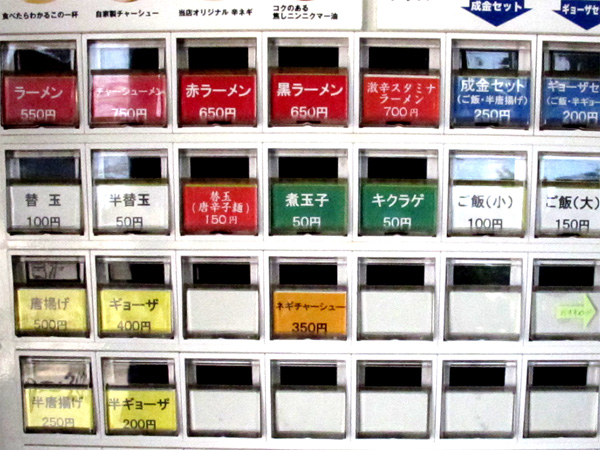 食べたらわかるこの一杯
自家製チャーシュー
当店オリジナル 辛ネギ
コクのある
焦しニンニクマー油
成金セット
ギョーザセ
ラーメン
550円
チャーシューメン
750円
赤ラーメン
650円
黒ラーメン
650円
激辛スタミナ
ラーメン
700円
成金セット
(ご飯・半唐揚げ)
250円
ギョーザセ
(ご飯・半ギョー
200円
替玉
100円
半替玉
50円
替玉
(唐辛子麺)
150円
煮玉子
50円
キクラゲ
50円
ご飯(小)
100円
ご飯(大)
150円
唐揚げ
500円
ギョーザ
400円
ネギチャーシュー
350円
おすすめ
半唐揚げ
250円
半ギョーザ
200円